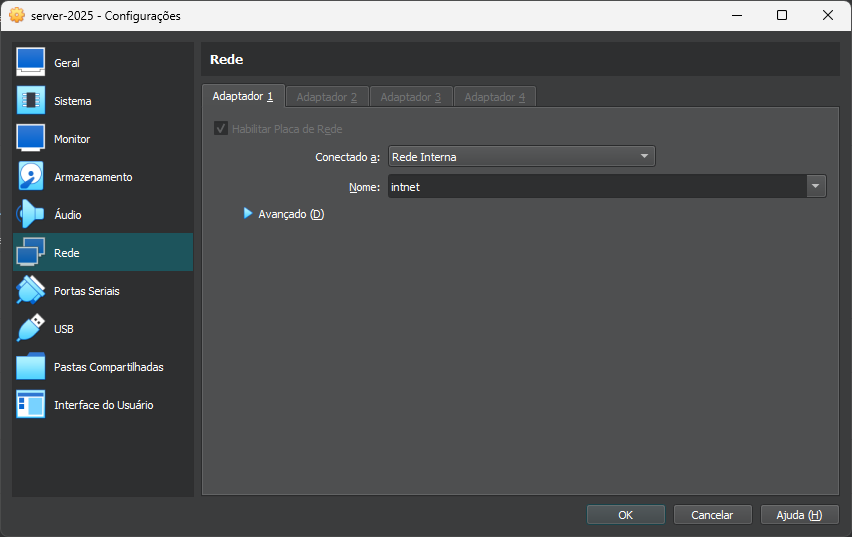 server-2025 - Configurações
Geral
Sistema
Monitor
Armazenamento
Áudio
Rede
Portas Seriais
USB
Pastas Compartilhadas
Interface do Usuário
Rede
Adaptador 1
Adaptador 2
Adaptador 3
Adaptador 4
Habilitar Placa de Rede
Conectado a: Rede Interna
Nome: intnet
Avançado (D)
OK
Cancelar
Ajuda (H)